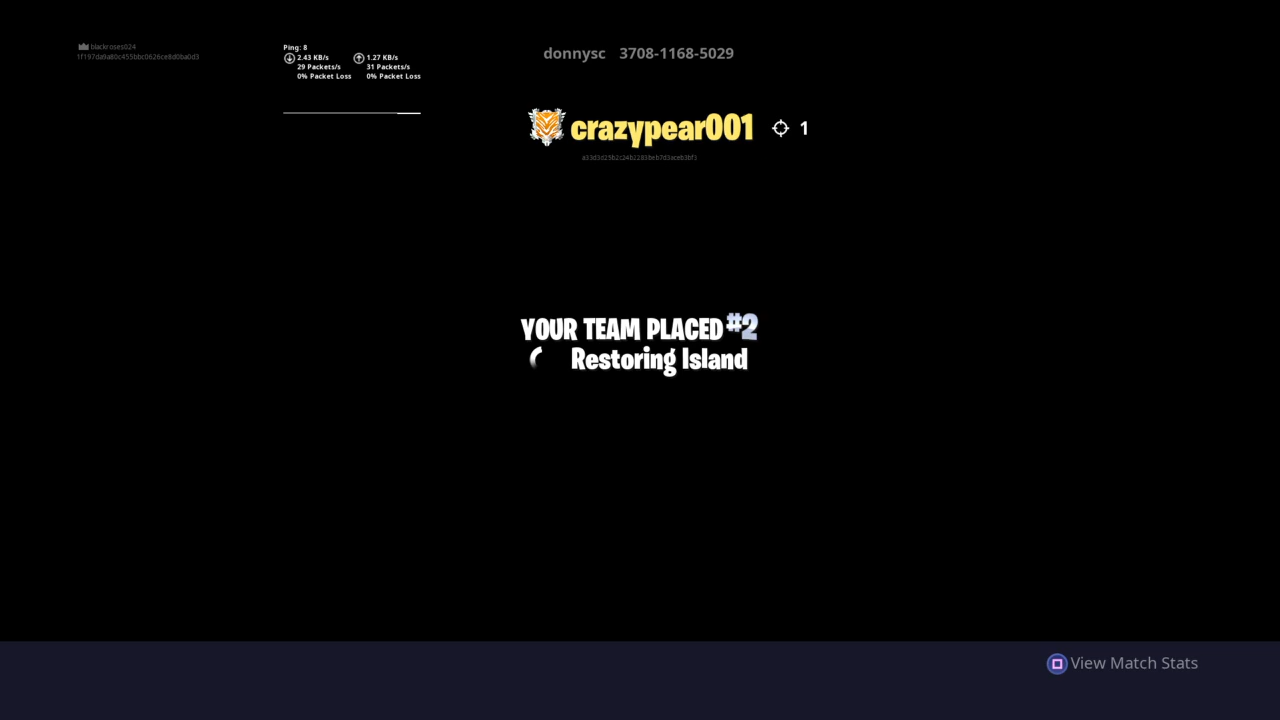 blackroses024
1f197da9a80c455bbc0626ce8d0ba0d3
Ping: 8
2.43 KB/s 1.27 KB/s
29 Packets/s 31 Packets/s
0% Packet Loss 0% Packet Loss
donnysc 3708-1168-5029
crazypear001 1
YOUR TEAM PLACED #2
Restoring Island
View Match Stats